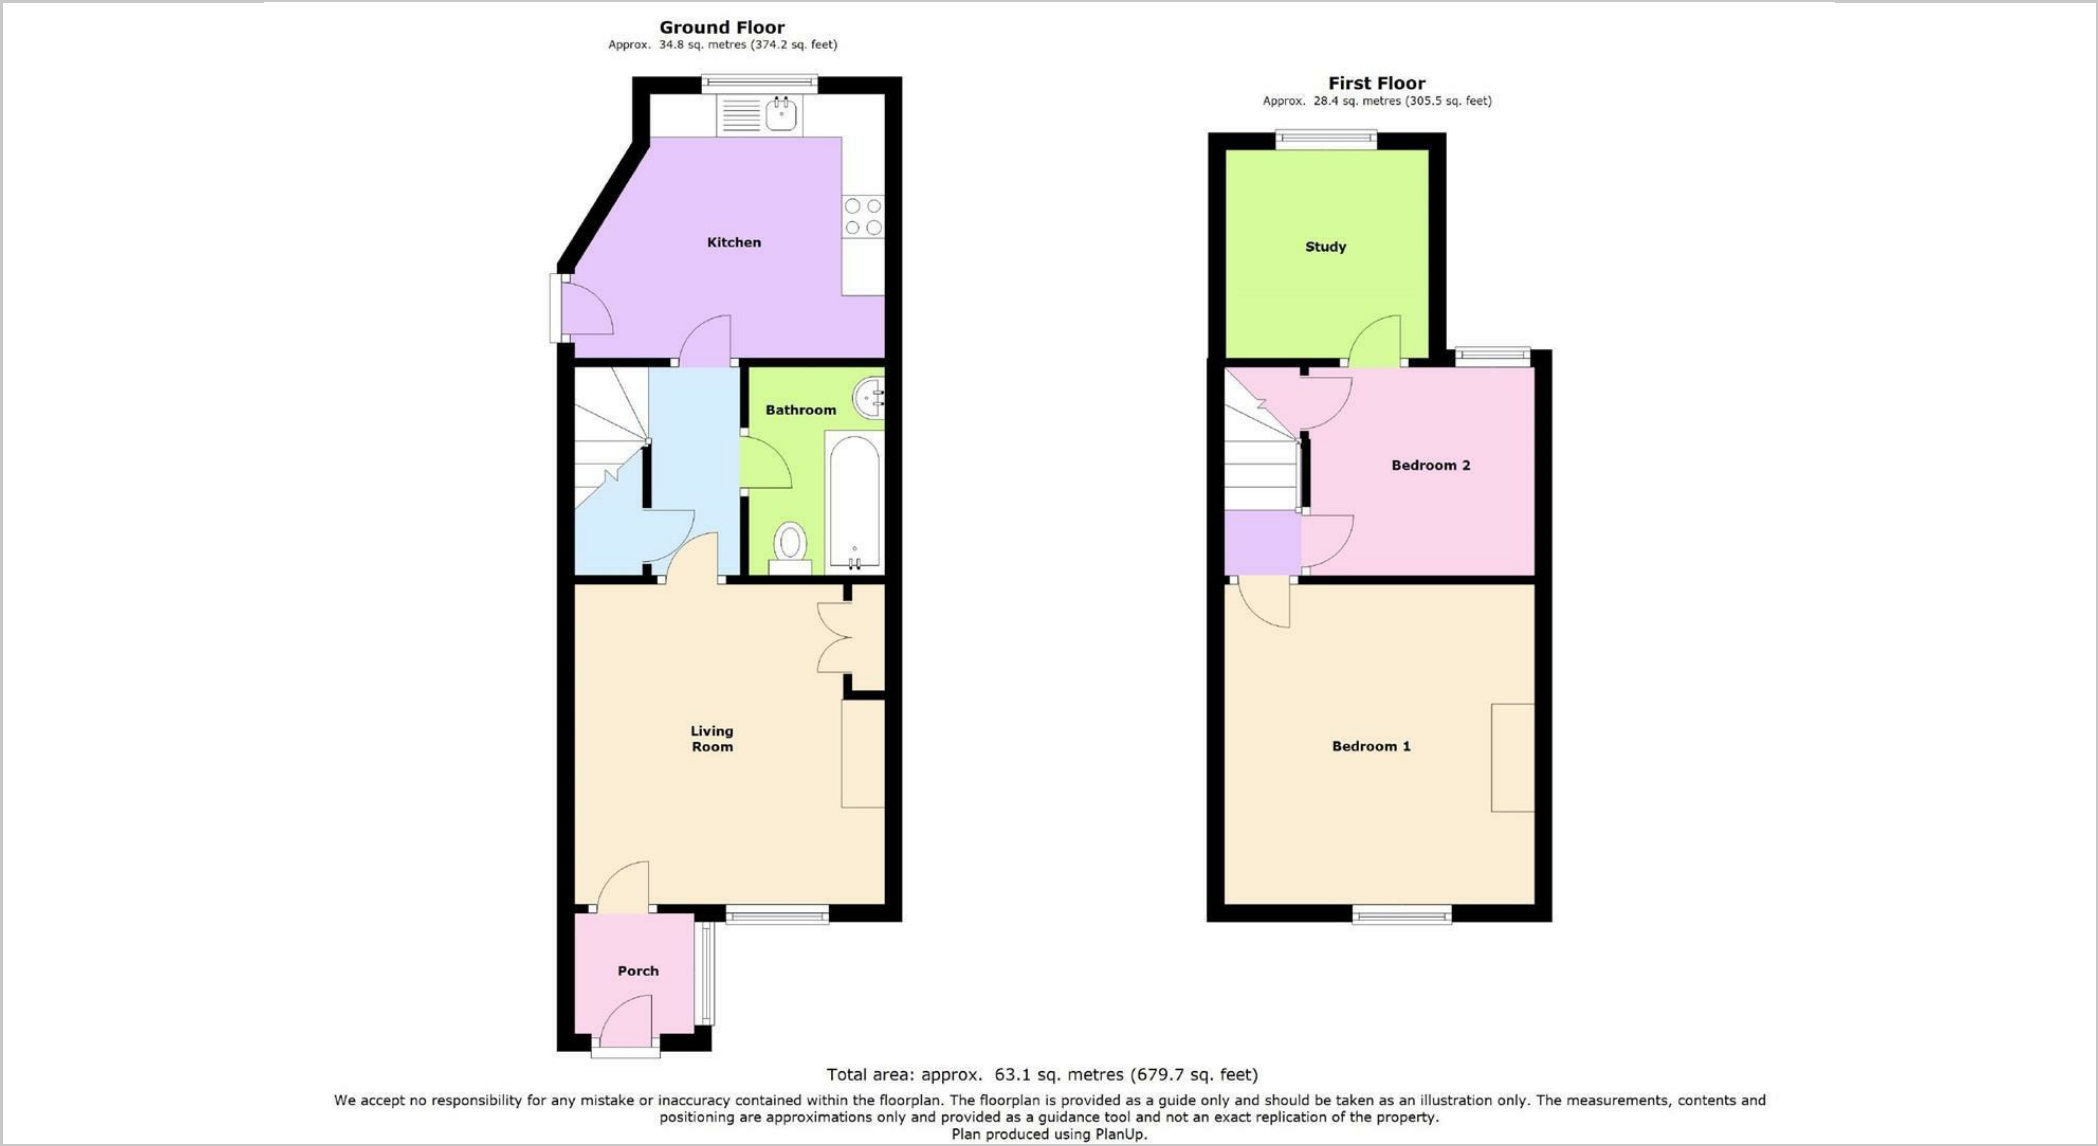 Ground Floor
Approx. 34.8 sq. metres (374.2 sq. feet)
Kitchen
Bathroom
Living
Room
Porch
First Floor
Approx. 28.4 sq. metres (305.5 sq. feet)
Study
Bedroom 2
Bedroom 1
Total area: approx. 63.1 sq. metres (679.7 sq. feet)
We accept no responsibility for any mistake or inaccuracy contained within the floorplan. The floorplan is provided as a guide only and should be taken as an illustration only. The measurements, contents and
positioning are approximations only and provided as a guidance tool and not an exact replication of the property.
Plan produced using PlanUp.